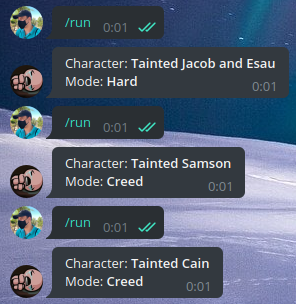 /run 0:01
Character: Tainted Jacob and Esau
Mode: Hard 0:01
/run 0:01
Character: Tainted Samson
Mode: Creed 0:01
/run 0:01
Character: Tainted Cain
Mode: Creed 0:01